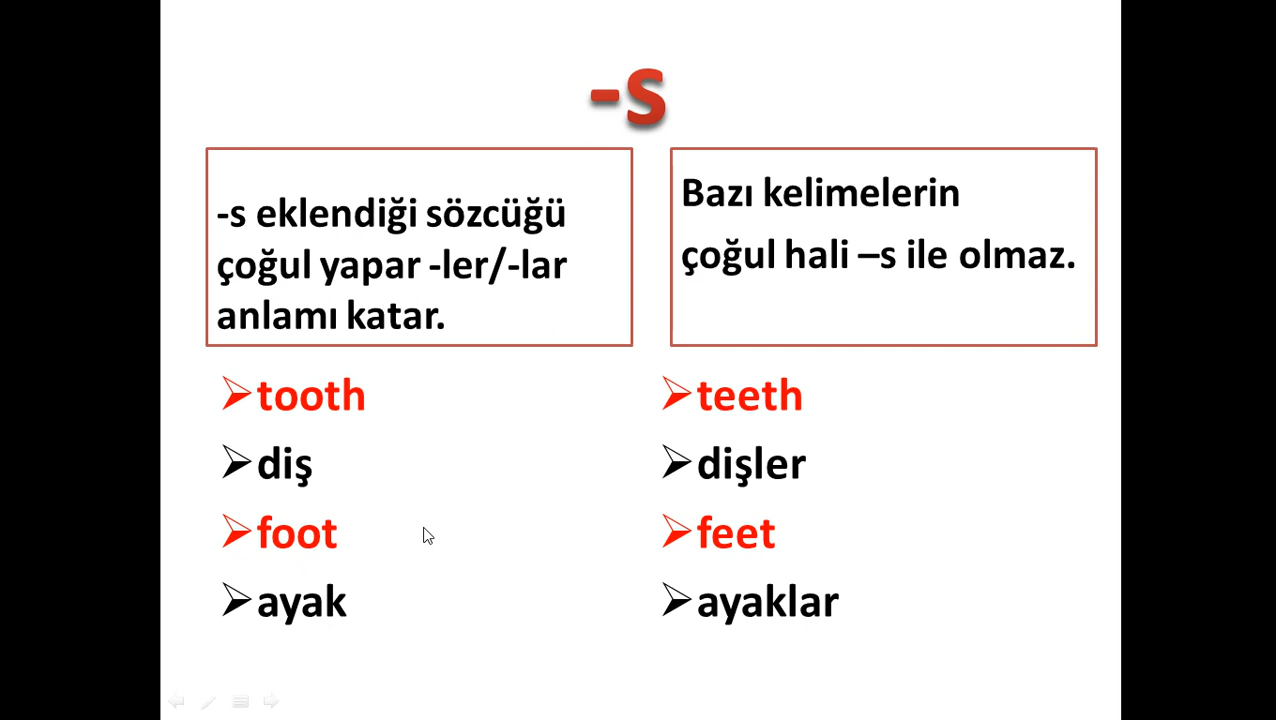 -s
-s eklendiği sözcüğü
çoğul yapar -ler/-lar
anlamı katar.
Bazı kelimelerin
çoğul hali –s ile olmaz.
tooth
diş
foot
ayak
teeth
dişler
feet
ayaklar